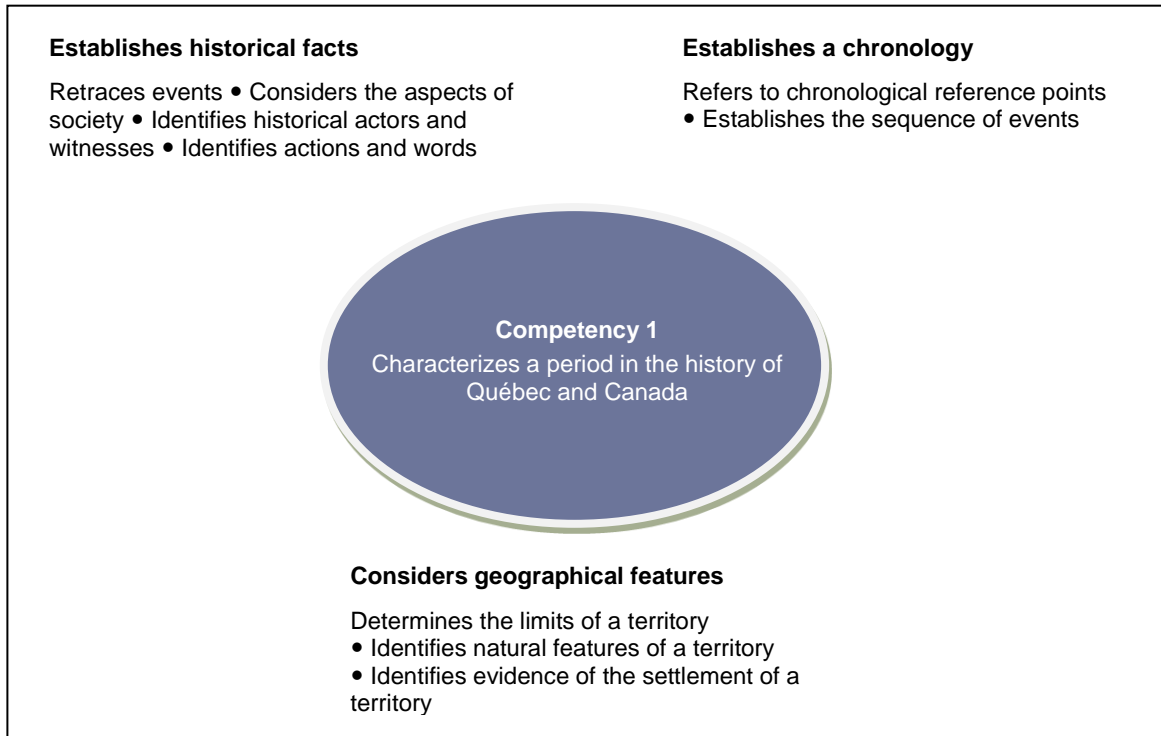 Establishes historical facts
Retraces events • Considers the aspects of
society • Identifies historical actors and
witnesses • Identifies actions and words
Establishes a chronology
Refers to chronological reference points
• Establishes the sequence of events
Competency 1
Characterizes a period in the history of
Québec and Canada
Considers geographical features
Determines the limits of a territory
• Identifies natural features of a territory
• Identifies evidence of the settlement of a
territory